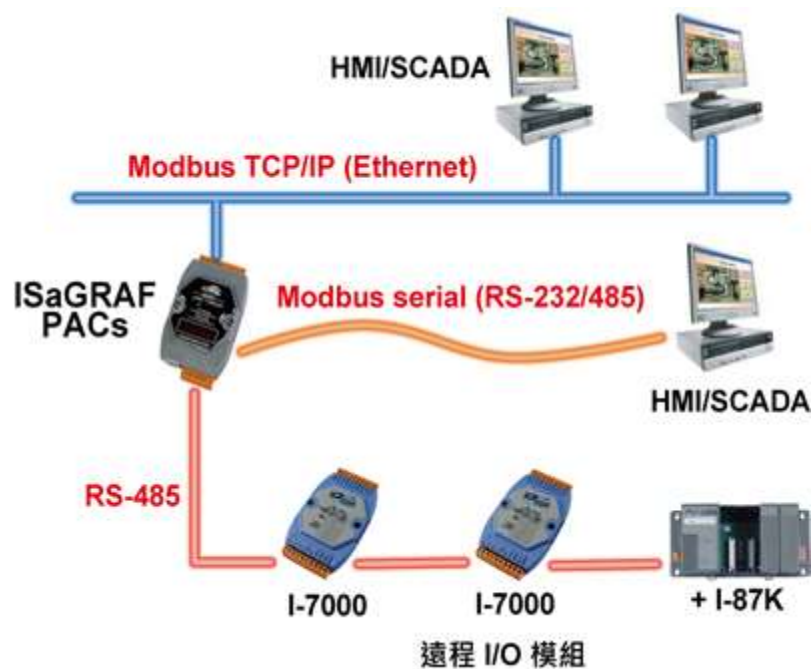 HMI/SCADA
Modbus TCP/IP (Ethernet)
ISaGRAF
PACs
Modbus serial (RS-232/485)
HMI/SCADA
RS-485
I-7000
I-7000
+ I-87K
遠程 I/O 模組